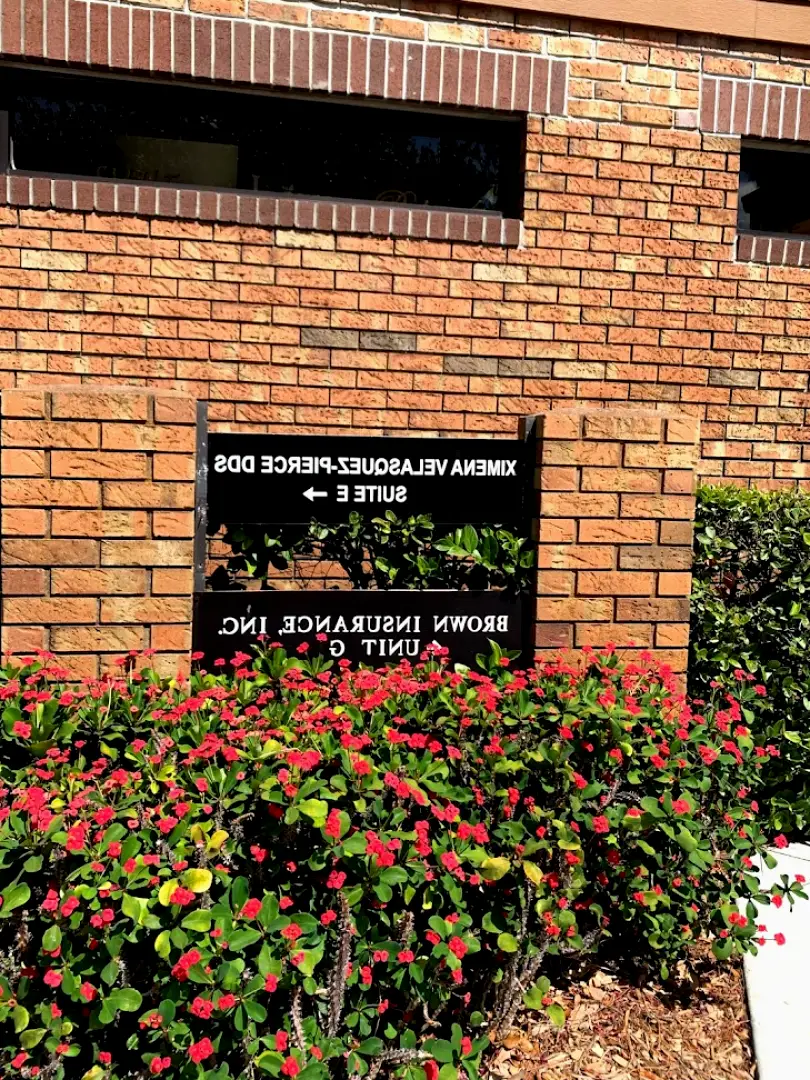 XIMENA VELASQUEZ-PIERCE DDS
SUITE E →
BROWN INSURANCE, INC.
UNIT G